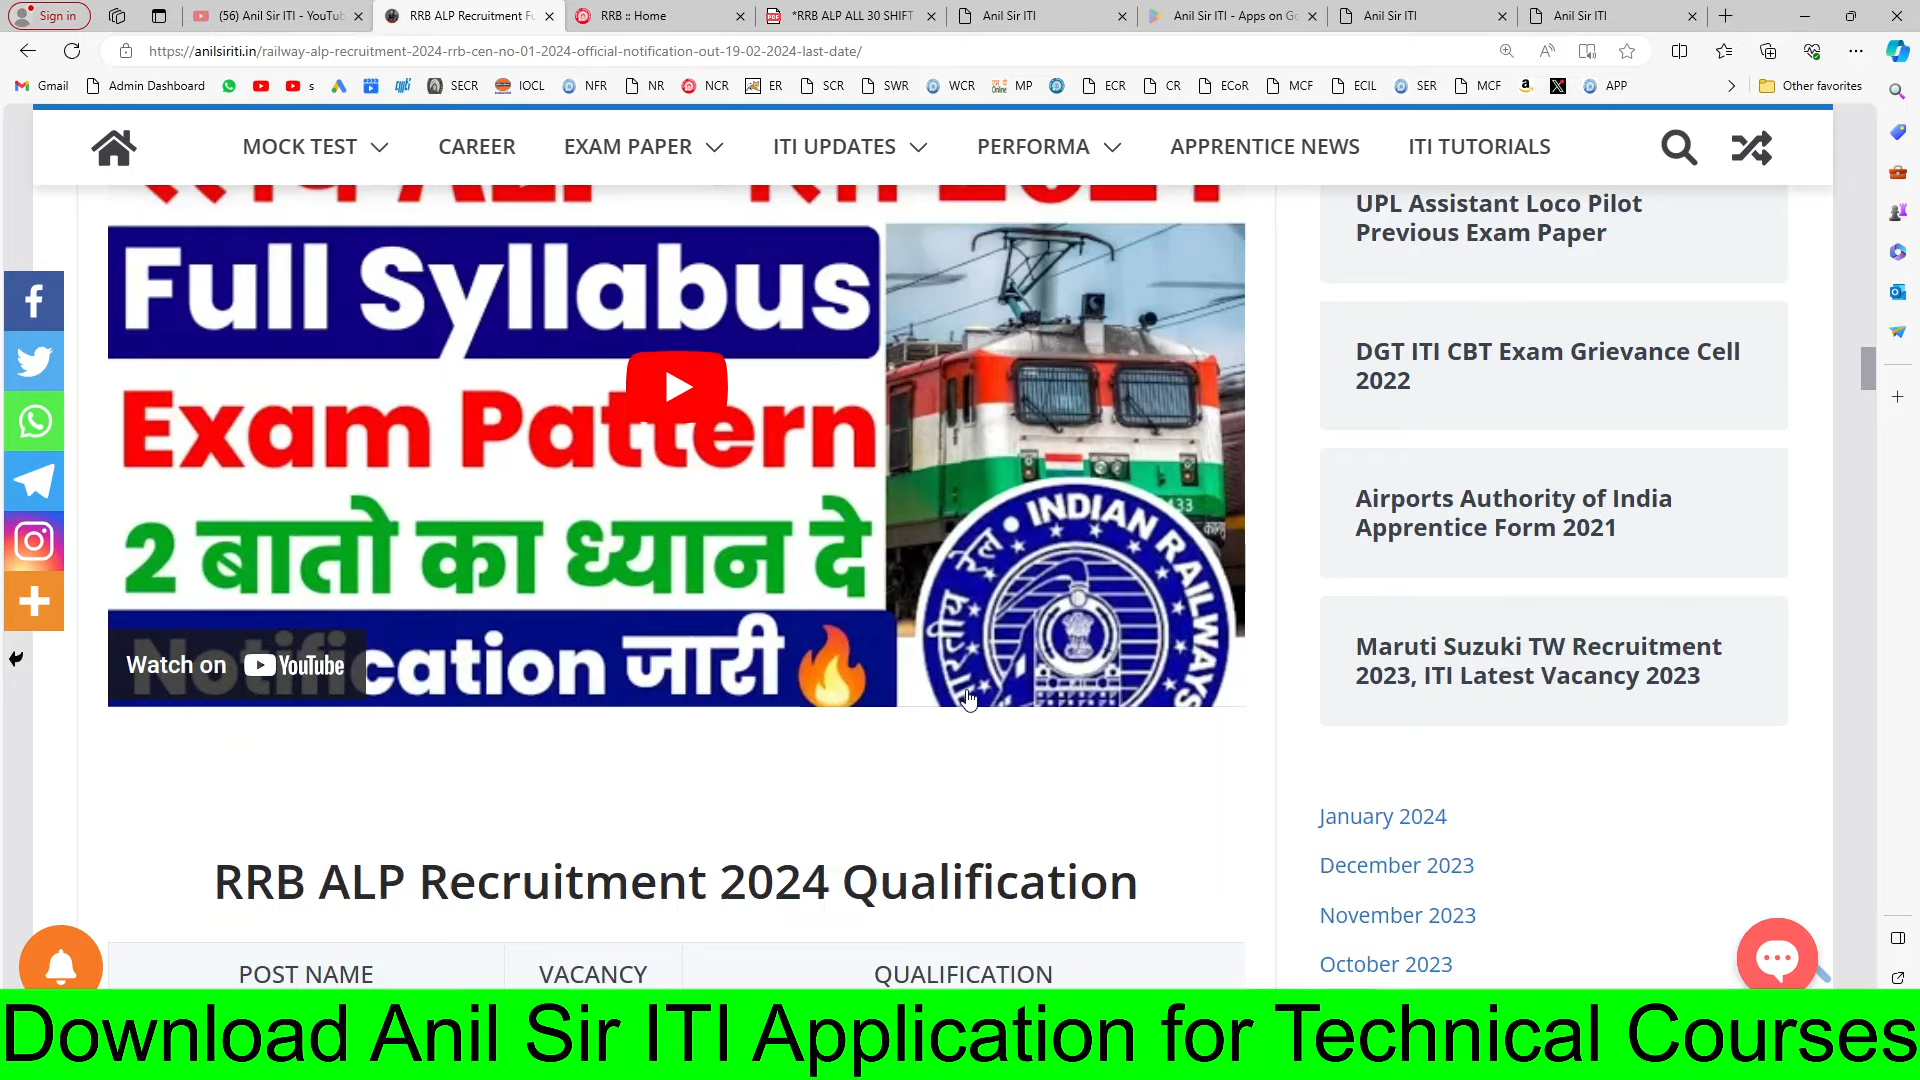 Sign in
(56) Anil Sir ITI - YouTub
RRB ALP Recruitment Fu
RRB :: Home
*RRB ALP ALL 30 SHIFT
Anil Sir ITI
Anil Sir ITI - Apps on Go
Anil Sir ITI
Anil Sir ITI
https://anilsiriti.in/railway-alp-recruitment-2024-rrb-cen-no-01-2024-official-notification-out-19-02-2024-last-date/
Gmail
Admin Dashboard
s
SECR
IOCL
NFR
NR
NCR
ER
SCR
SWR
WCR
MP
ECR
CR
ECoR
MCF
ECIL
SER
MCF
APP
Other favorites
MOCK TEST
CAREER
EXAM PAPER
ITI UPDATES
PERFORMA
APPRENTICE NEWS
ITI TUTORIALS
Full Syllabus
Exam Pattern
2 बातो का ध्यान दे
Notification जारी
Watch on YouTube
INDIAN RAILWAYS
भारतीय रेल
UPL Assistant Loco Pilot
Previous Exam Paper
DGT ITI CBT Exam Grievance Cell
2022
Airports Authority of India
Apprentice Form 2021
Maruti Suzuki TW Recruitment
2023, ITI Latest Vacancy 2023
January 2024
December 2023
November 2023
October 2023
RRB ALP Recruitment 2024 Qualification
POST NAME
VACANCY
QUALIFICATION
Download Anil Sir ITI Application for Technical Courses